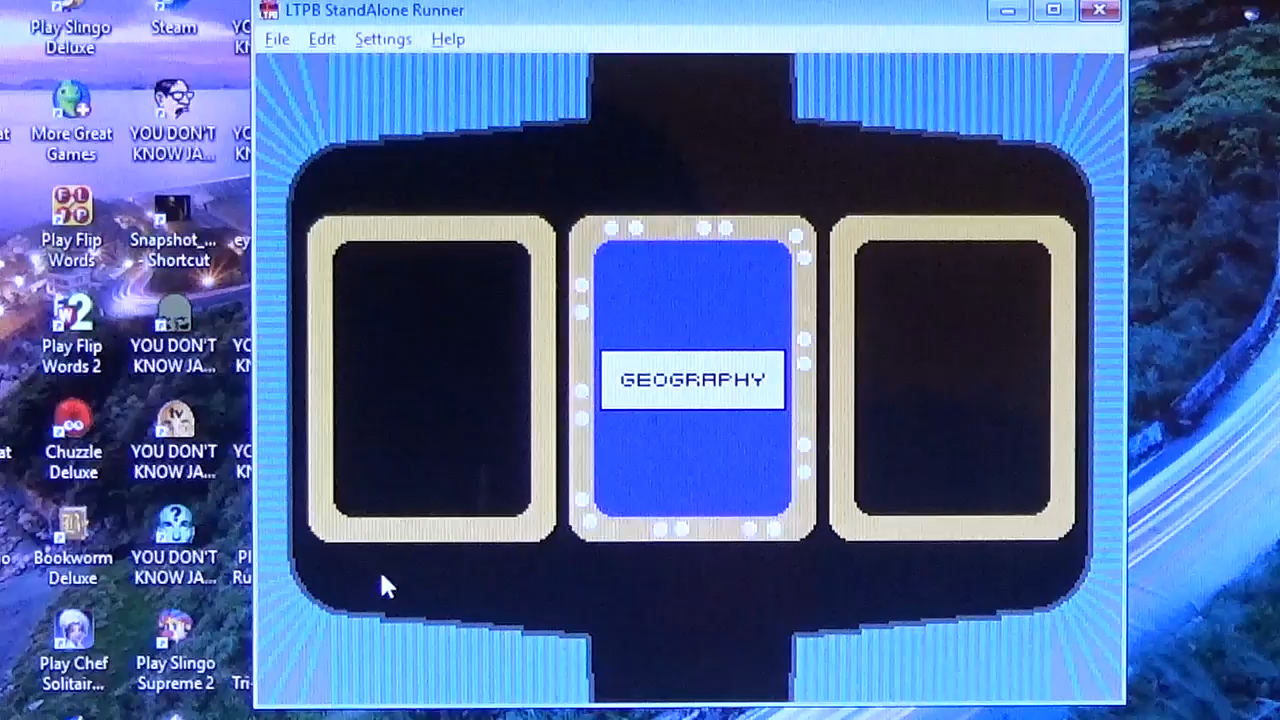 LTPB StandAlone Runner
File Edit Settings Help
GEOGRAPHY
Play Slingo
Deluxe
Steam
More Great
Games
YOU DON'T
KNOW JA...
Play Flip
Words
Snapshot_...
- Shortcut
Play Flip
Words 2
YOU DON'T
KNOW JA...
Chuzzle
Deluxe
YOU DON'T
KNOW JA...
Bookworm
Deluxe
YOU DON'T
KNOW JA...
Play Chef
Solitair...
Play Slingo
Supreme 2